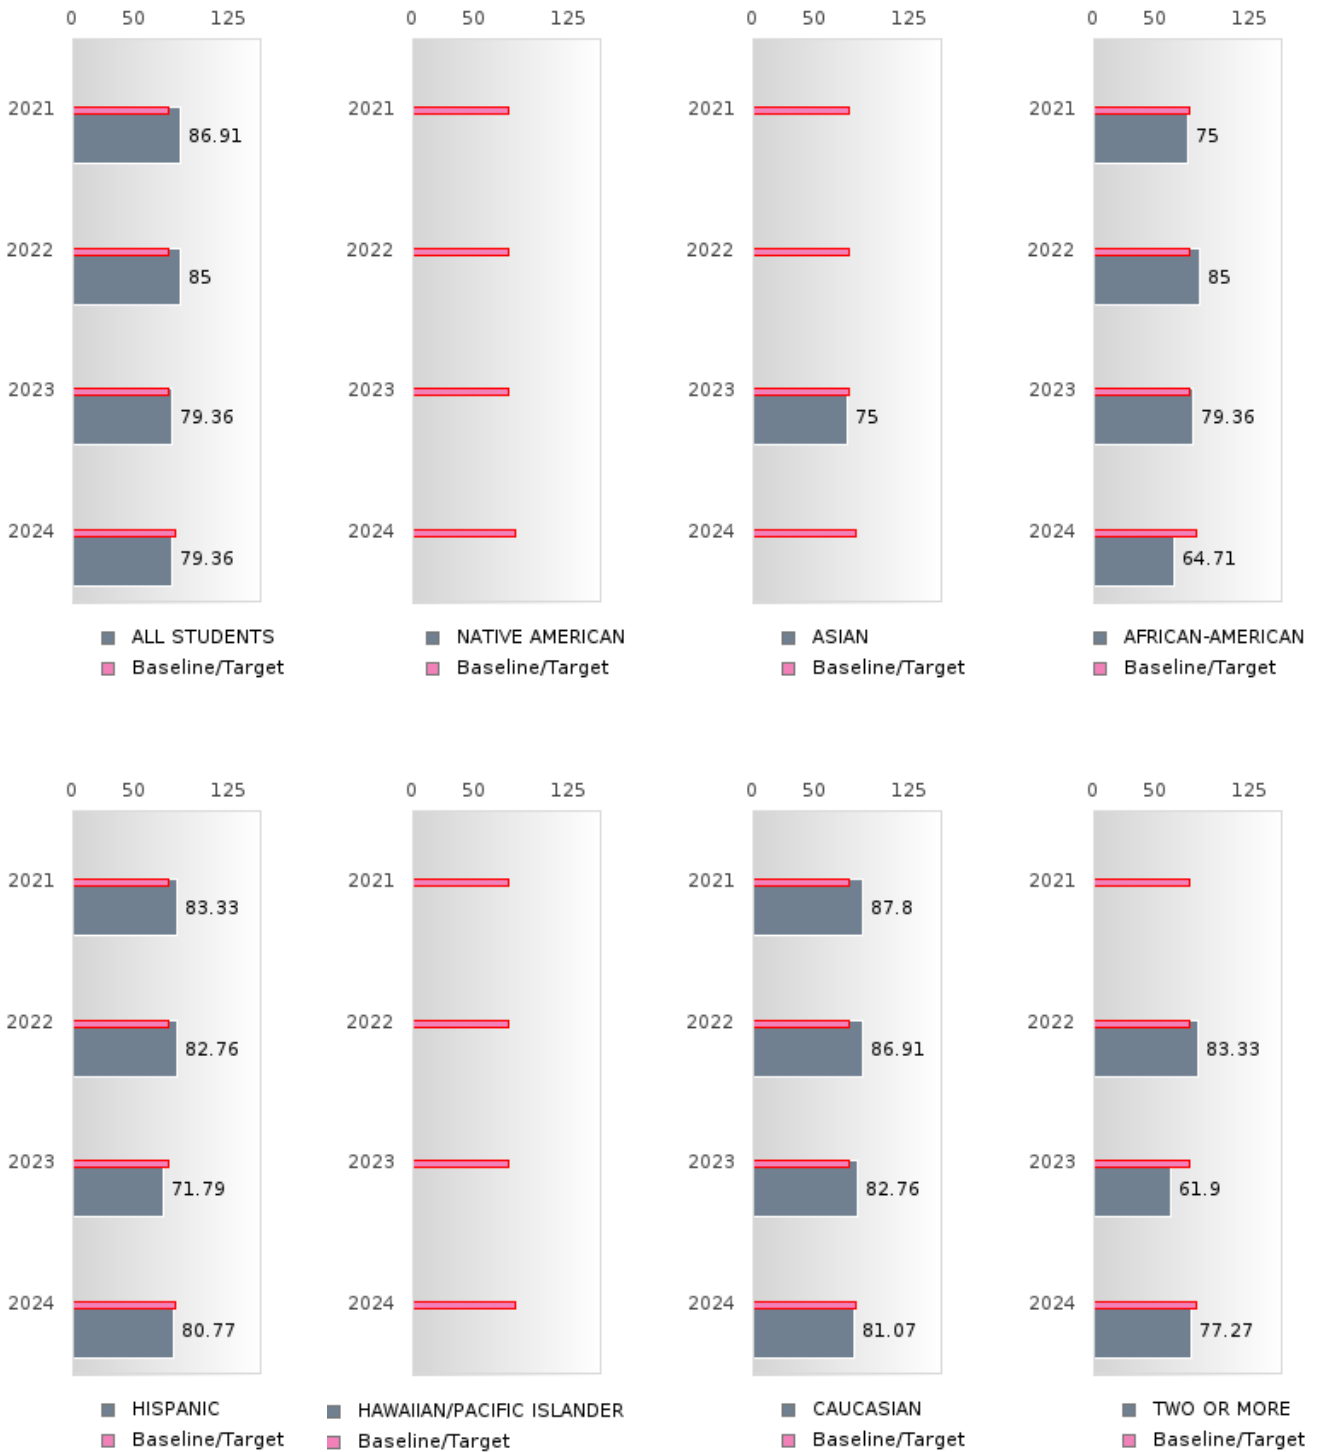 0 50 125 0 50 125 0 50 125 0 50 125
2021 86.91 2021 2021 2021 75
2022 85 2022 2022 2022 85
2023 79.36 2023 2023 75 2023 79.36
2024 79.36 2024 2024 2024 64.71
ALL STUDENTS NATIVE AMERICAN ASIAN AFRICAN-AMERICAN
Baseline/Target Baseline/Target Baseline/Target Baseline/Target
0 50 125 0 50 125 0 50 125 0 50 125
2021 83.33 2021 2021 87.8 2021
2022 82.76 2022 2022 86.91 2022 83.33
2023 71.79 2023 2023 82.76 2023 61.9
2024 80.77 2024 2024 81.07 2024 77.27
HISPANIC HAWAIIAN/PACIFIC ISLANDER CAUCASIAN TWO OR MORE
Baseline/Target Baseline/Target Baseline/Target Baseline/Target